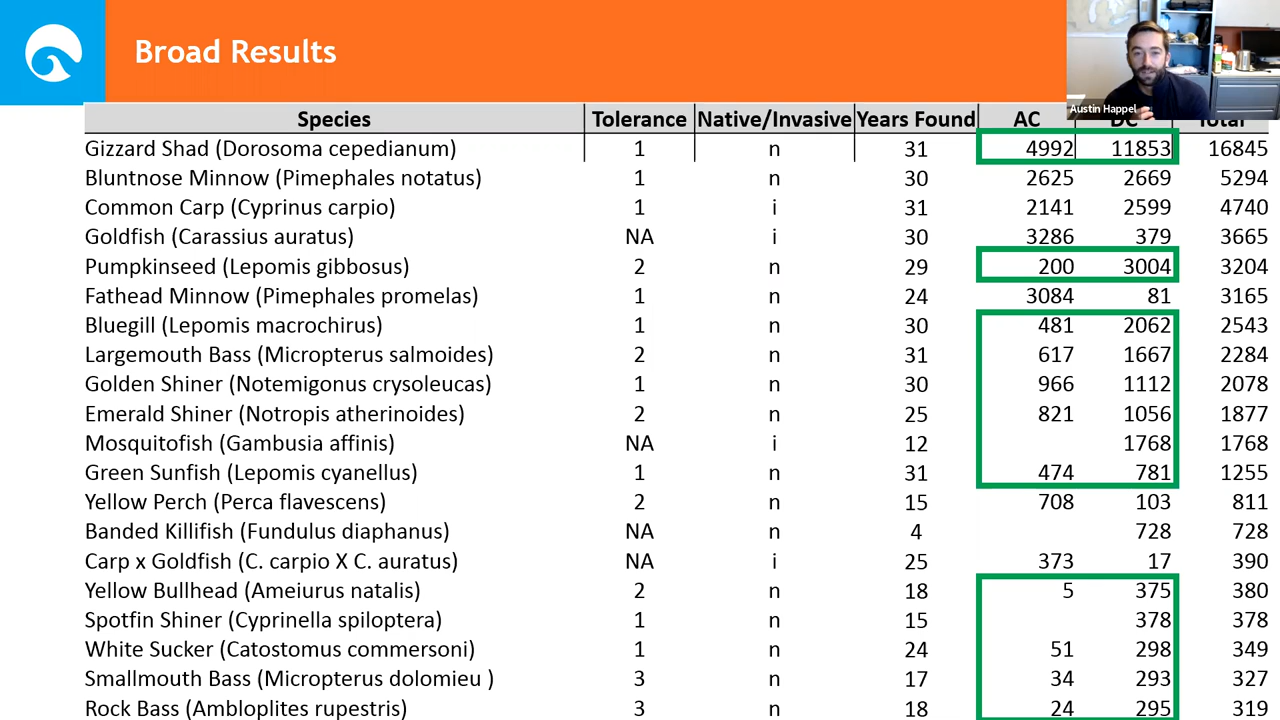 Broad Results
Austin Happel
Species Tolerance Native/Invasive Years Found AC DC Total
Gizzard Shad (Dorosoma cepedianum) 1 n 31 4992 11853 16845
Bluntnose Minnow (Pimephales notatus) 1 n 30 2625 2669 5294
Common Carp (Cyprinus carpio) 1 i 31 2141 2599 4740
Goldfish (Carassius auratus) NA i 30 3286 379 3665
Pumpkinseed (Lepomis gibbosus) 2 n 29 200 3004 3204
Fathead Minnow (Pimephales promelas) 1 n 24 3084 81 3165
Bluegill (Lepomis macrochirus) 1 n 30 481 2062 2543
Largemouth Bass (Micropterus salmoides) 2 n 31 617 1667 2284
Golden Shiner (Notemigonus crysoleucas) 1 n 30 966 1112 2078
Emerald Shiner (Notropis atherinoides) 2 n 25 821 1056 1877
Mosquitofish (Gambusia affinis) NA i 12 1768 1768
Green Sunfish (Lepomis cyanellus) 1 n 31 474 781 1255
Yellow Perch (Perca flavescens) 2 n 15 708 103 811
Banded Killifish (Fundulus diaphanus) NA n 4 728 728
Carp x Goldfish (C. carpio X C. auratus) NA i 25 373 17 390
Yellow Bullhead (Ameiurus natalis) 2 n 18 5 375 380
Spotfin Shiner (Cyprinella spiloptera) 1 n 15 378 378
White Sucker (Catostomus commersoni) 1 n 24 51 298 349
Smallmouth Bass (Micropterus dolomieu ) 3 n 17 34 293 327
Rock Bass (Ambloplites rupestris) 3 n 18 24 295 319